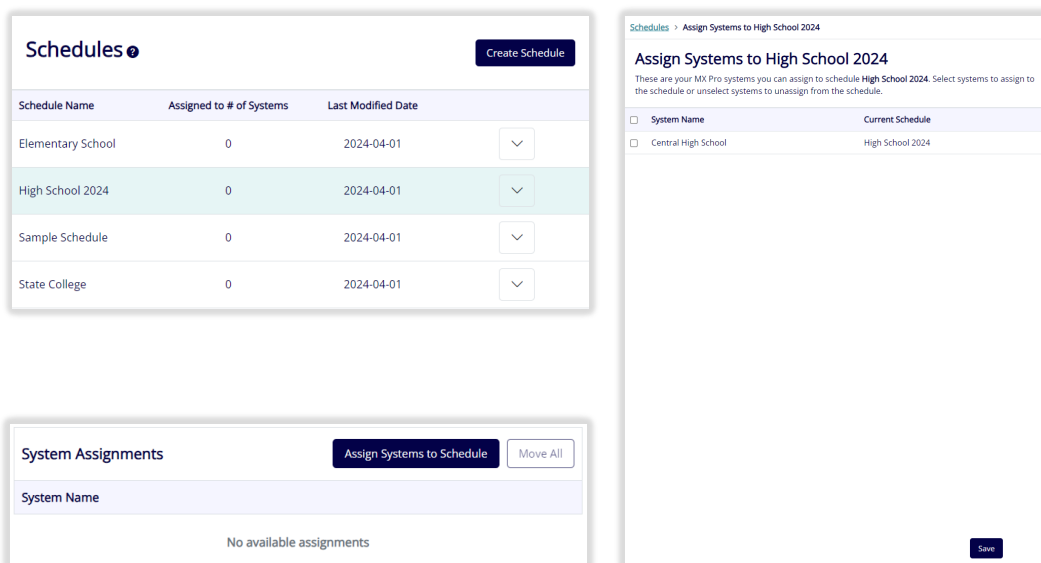 Schedules ?
Create Schedule
Schedule Name Assigned to # of Systems Last Modified Date
Elementary School 0 2024-04-01
High School 2024 0 2024-04-01
Sample Schedule 0 2024-04-01
State College 0 2024-04-01
System Assignments
Assign Systems to Schedule Move All
System Name
No available assignments
Schedules > Assign Systems to High School 2024
Assign Systems to High School 2024
These are your MX Pro systems you can assign to schedule High School 2024. Select systems to assign to
the schedule or unselect systems to unassign from the schedule.
System Name Current Schedule
Central High School High School 2024
Save